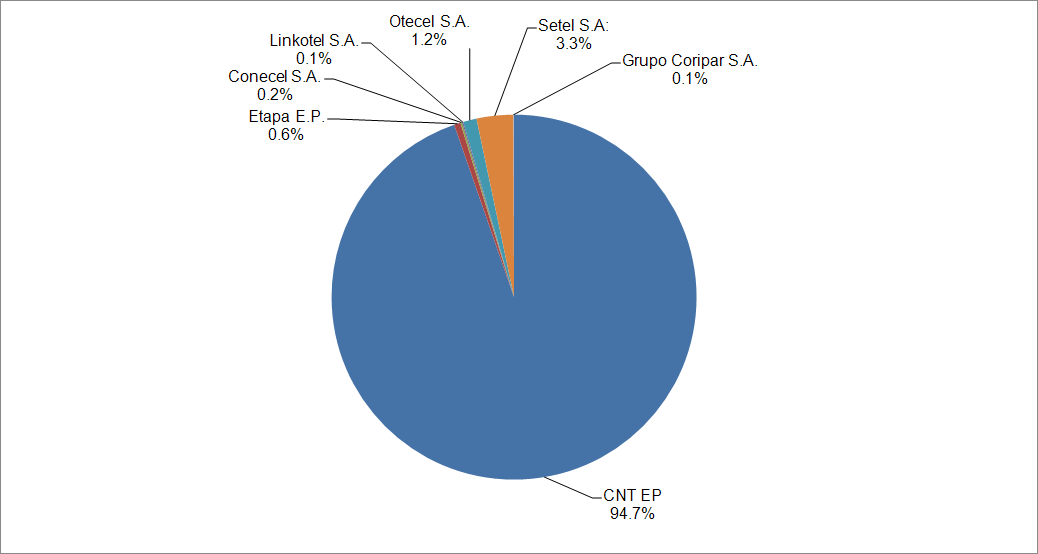 Otecel S.A.
1.2%
Setel S.A:
3.3%
Linkotel S.A.
0.1%
Grupo Coripar S.A.
0.1%
Conecel S.A.
0.2%
Etapa E.P.
0.6%
CNT EP
94.7%